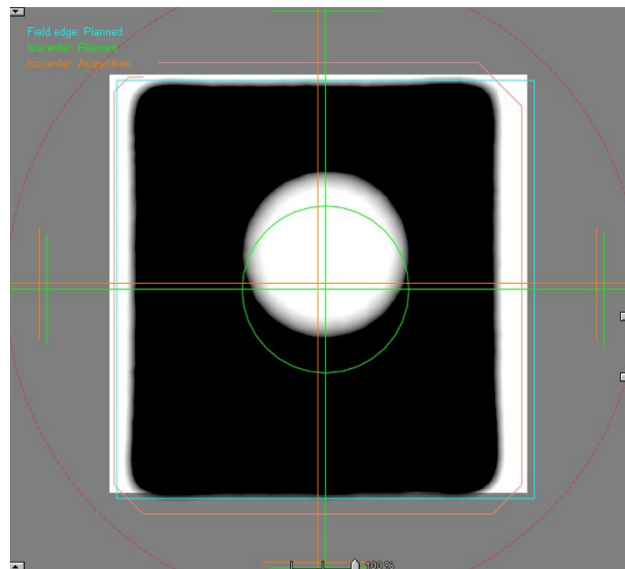 Field edge: Planned
Isocenter: Planned
Isocenter: Acquisition
100 %